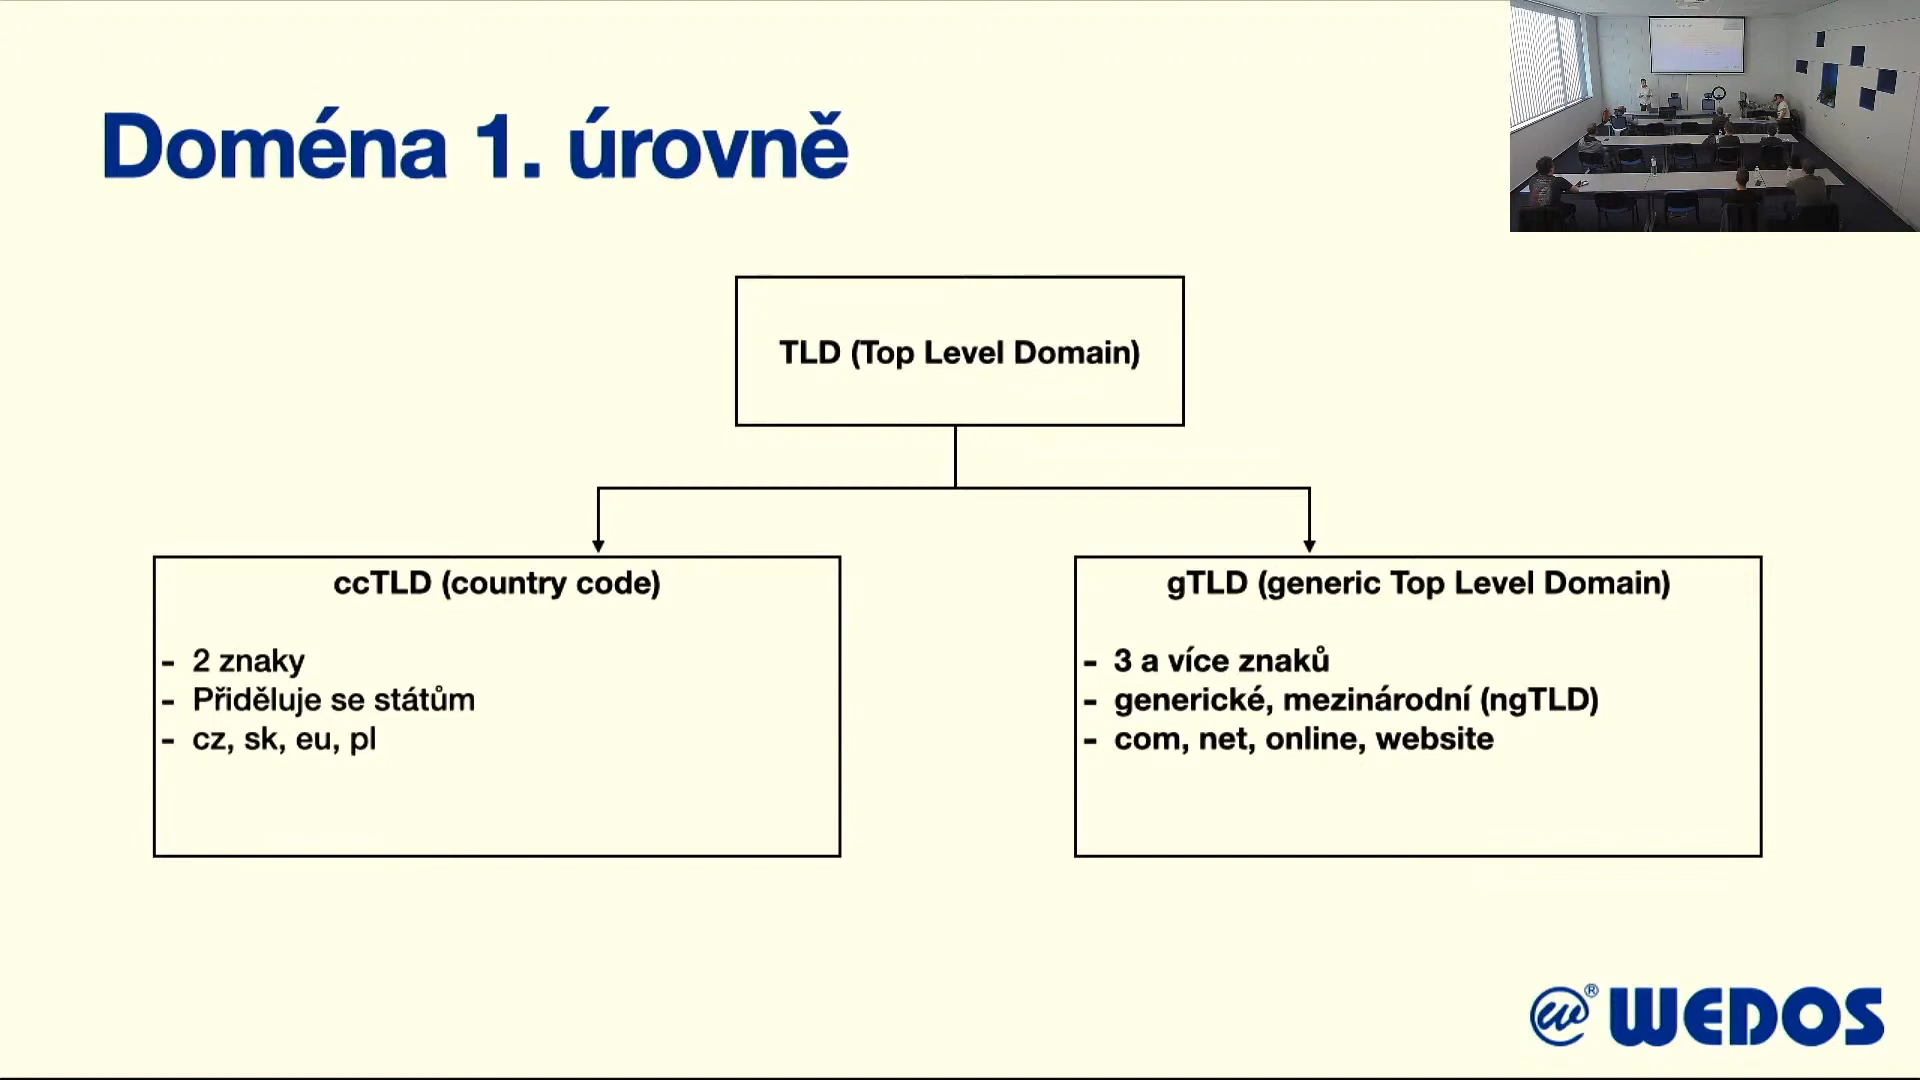 Doména 1. úrovně
TLD (Top Level Domain)
ccTLD (country code)
- 2 znaky
- Přiděluje se státům
- cz, sk, eu, pl
gTLD (generic Top Level Domain)
- 3 a více znaků
- generické, mezinárodní (ngTLD)
- com, net, online, website
® WEDOS